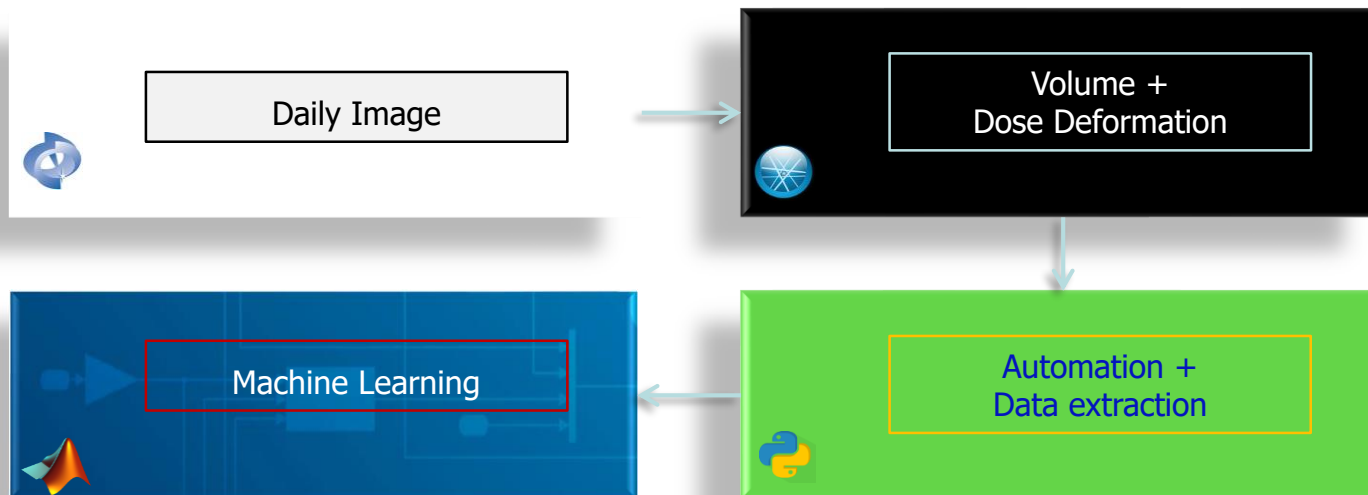 Daily Image
Volume +
Dose Deformation
Machine Learning
Automation +
Data extraction